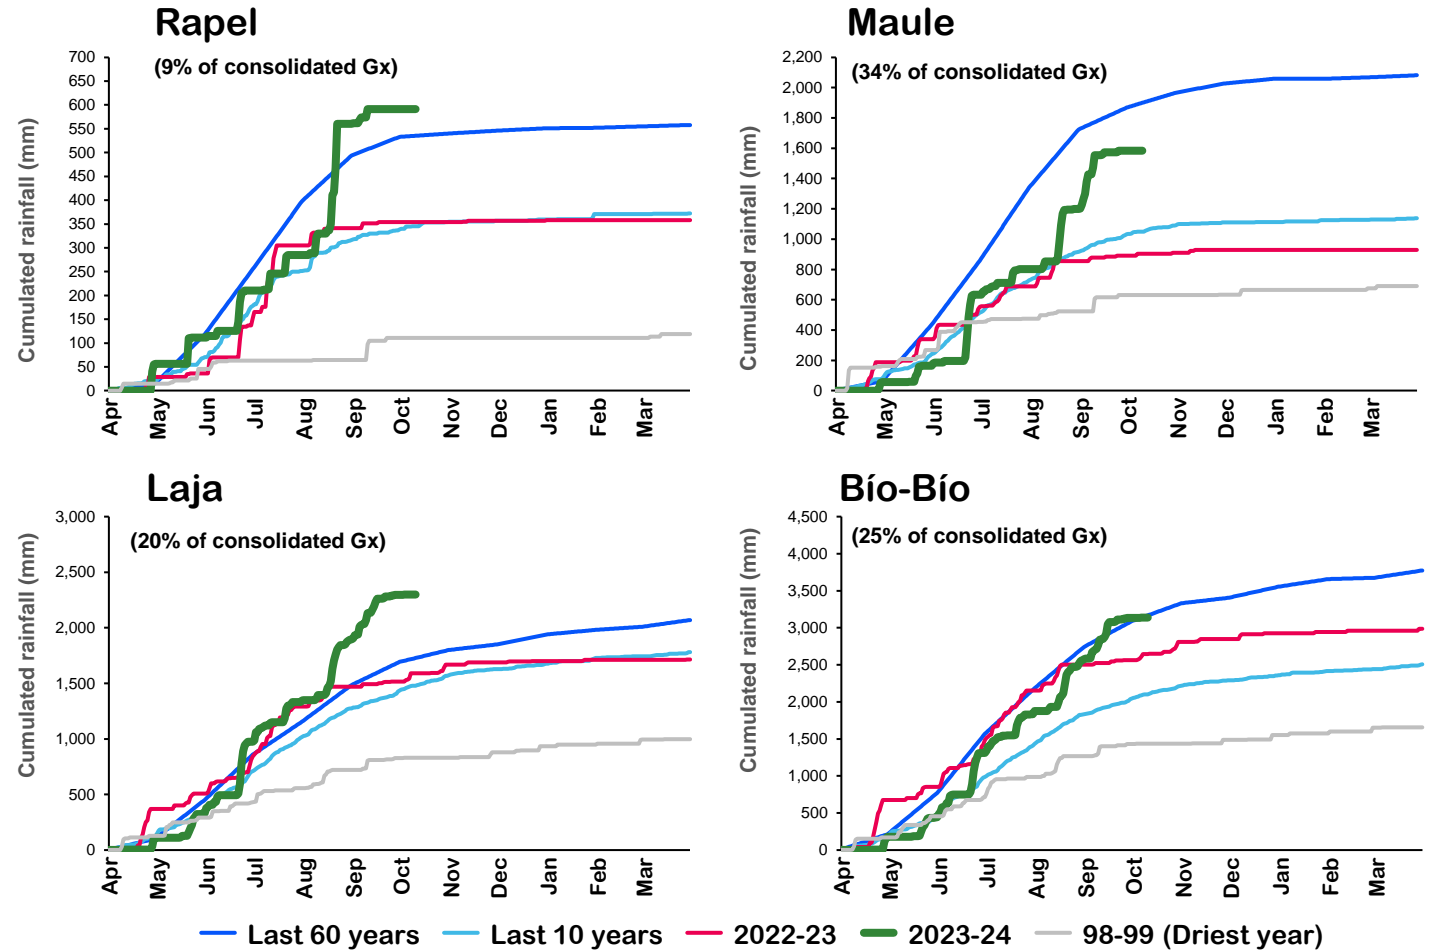 Rapel
(9% of consolidated Gx)
Cumulated rainfall (mm)
700
650
600
550
500
450
400
350
300
250
200
150
100
50
0
Apr May Jun Jul Aug Sep Oct Nov Dec Jan Feb Mar
Maule
(34% of consolidated Gx)
Cumulated rainfall (mm)
2,200
2,000
1,800
1,600
1,400
1,200
1,000
800
600
400
200
0
Apr May Jun Jul Aug Sep Oct Nov Dec Jan Feb Mar
Laja
(20% of consolidated Gx)
Cumulated rainfall (mm)
3,000
2,500
2,000
1,500
1,000
500
0
Apr May Jun Jul Aug Sep Oct Nov Dec Jan Feb Mar
Bío-Bío
(25% of consolidated Gx)
Cumulated rainfall (mm)
4,500
4,000
3,500
3,000
2,500
2,000
1,500
1,000
500
0
Apr May Jun Jul Aug Sep Oct Nov Dec Jan Feb Mar
Last 60 years Last 10 years 2022-23 2023-24 98-99 (Driest year)